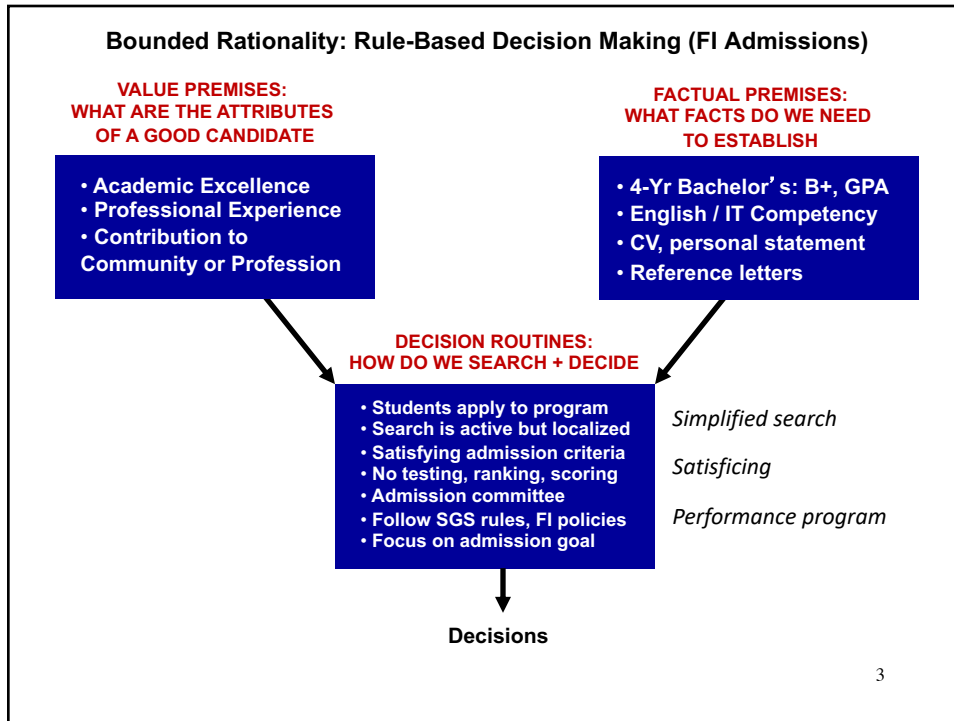 Bounded Rationality: Rule-Based Decision Making (FI Admissions)
VALUE PREMISES:
WHAT ARE THE ATTRIBUTES
OF A GOOD CANDIDATE
• Academic Excellence
• Professional Experience
• Contribution to
Community or Profession
FACTUAL PREMISES:
WHAT FACTS DO WE NEED
TO ESTABLISH
• 4-Yr Bachelor’s: B+, GPA
• English / IT Competency
• CV, personal statement
• Reference letters
DECISION ROUTINES:
HOW DO WE SEARCH + DECIDE
• Students apply to program
• Search is active but localized
• Satisfying admission criteria
• No testing, ranking, scoring
• Admission committee
• Follow SGS rules, FI policies
• Focus on admission goal
Simplified search
Satisficing
Performance program
Decisions
3